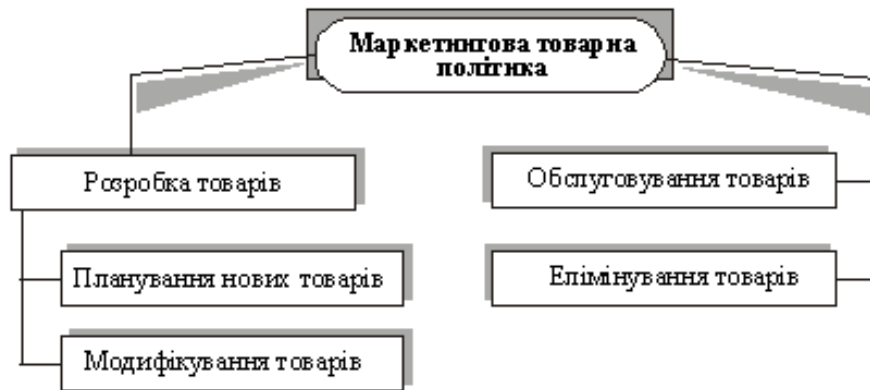 Маркетингова товарна
політика
Розробка товарів
Обслуговування товарів
Планування нових товарів
Елімінування товарів
Модифікування товарів